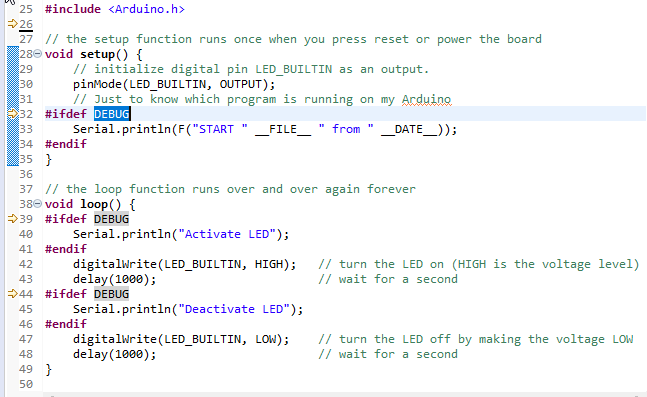 25 #include <Arduino.h>
26
27 // the setup function runs once when you press reset or power the board
28 void setup() {
29     // initialize digital pin LED_BUILTIN as an output.
30     pinMode(LED_BUILTIN, OUTPUT);
31     // Just to know which program is running on my Arduino
32 #ifdef DEBUG
33     Serial.println(F("START " __FILE__ " from " __DATE__));
34 #endif
35 }
36
37 // the loop function runs over and over again forever
38 void loop() {
39 #ifdef DEBUG
40     Serial.println("Activate LED");
41 #endif
42     digitalWrite(LED_BUILTIN, HIGH);   // turn the LED on (HIGH is the voltage level)
43     delay(1000);                       // wait for a second
44 #ifdef DEBUG
45     Serial.println("Deactivate LED");
46 #endif
47     digitalWrite(LED_BUILTIN, LOW);    // turn the LED off by making the voltage LOW
48     delay(1000);                       // wait for a second
49 }
50